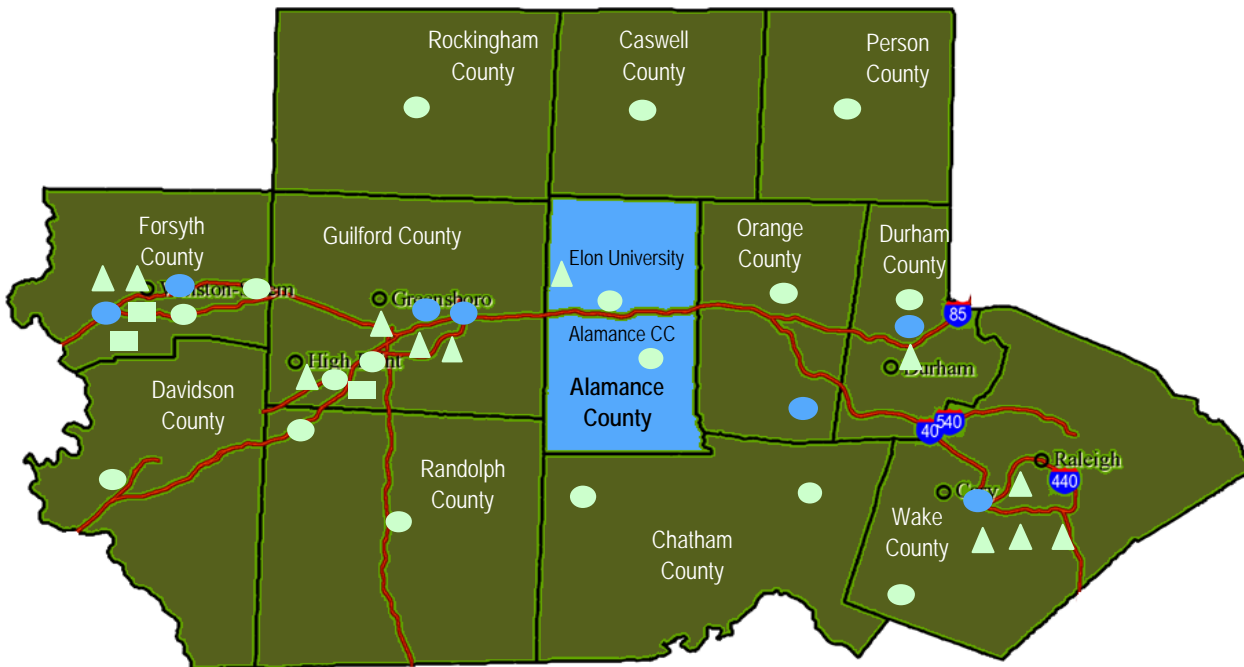 Rockingham
County
Caswell
County
Person
County
Forsyth
County
Guilford County
Elon University
Orange
County
Durham
County
Greensboro
85
Alamance CC
High
Durham
Davidson
County
Alamance
County
40
540
Randolph
County
Raleigh
440
Wake
County
Chatham
County